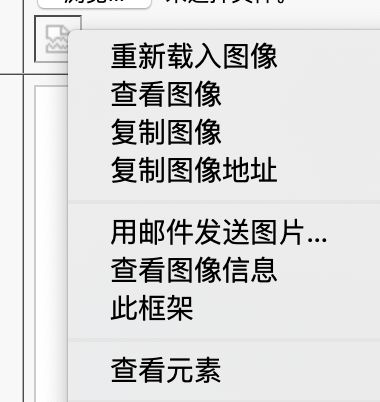 重新载入图像
查看图像
复制图像
复制图像地址
用邮件发送图片...
查看图像信息
此框架
查看元素